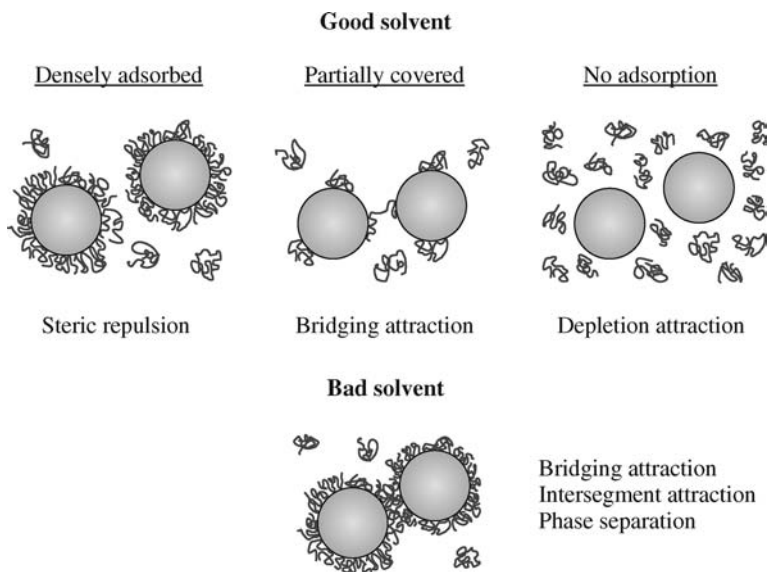 Good solvent
Densely adsorbed
Partially covered
No adsorption
Steric repulsion
Bridging attraction
Depletion attraction
Bad solvent
Bridging attraction
Intersegment attraction
Phase separation